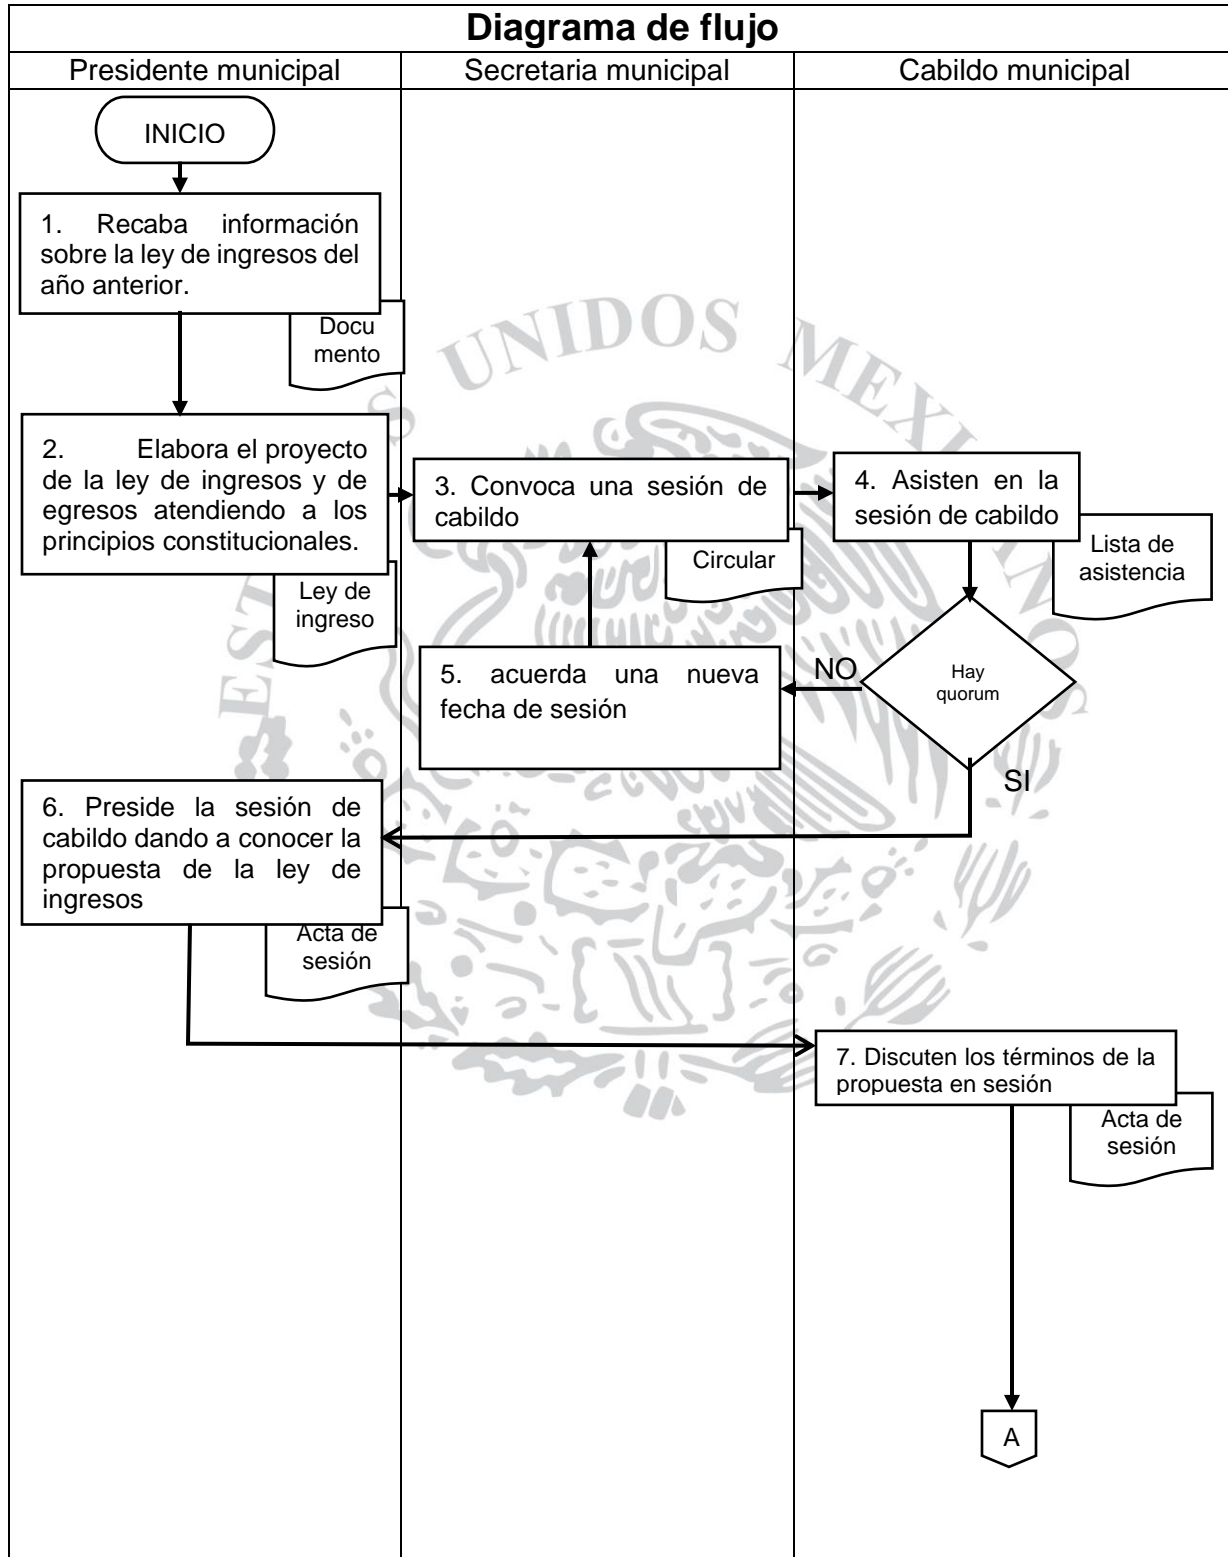 Diagrama de flujo
Presidente municipal
Secretaria municipal
Cabildo municipal
INICIO
1. Recaba información
sobre la ley de ingresos del
año anterior.
Docu
mento
UNIDOS MEXI
2. Elabora el proyecto
de la ley de ingresos y de
egresos atendiendo a los
principios constitucionales.
Ley de
ingreso
3. Convoca una sesión de
cabildo
Circular
4. Asisten en la
sesión de cabildo
Lista de
asistencia
EST
S
NOS
Hay
quorum
NO
SI
5. acuerda una nueva
fecha de sesión
6. Preside la sesión de
cabildo dando a conocer la
propuesta de la ley de
ingresos
Acta de
sesión
7. Discuten los términos de la
propuesta en sesión
Acta de
sesión
A